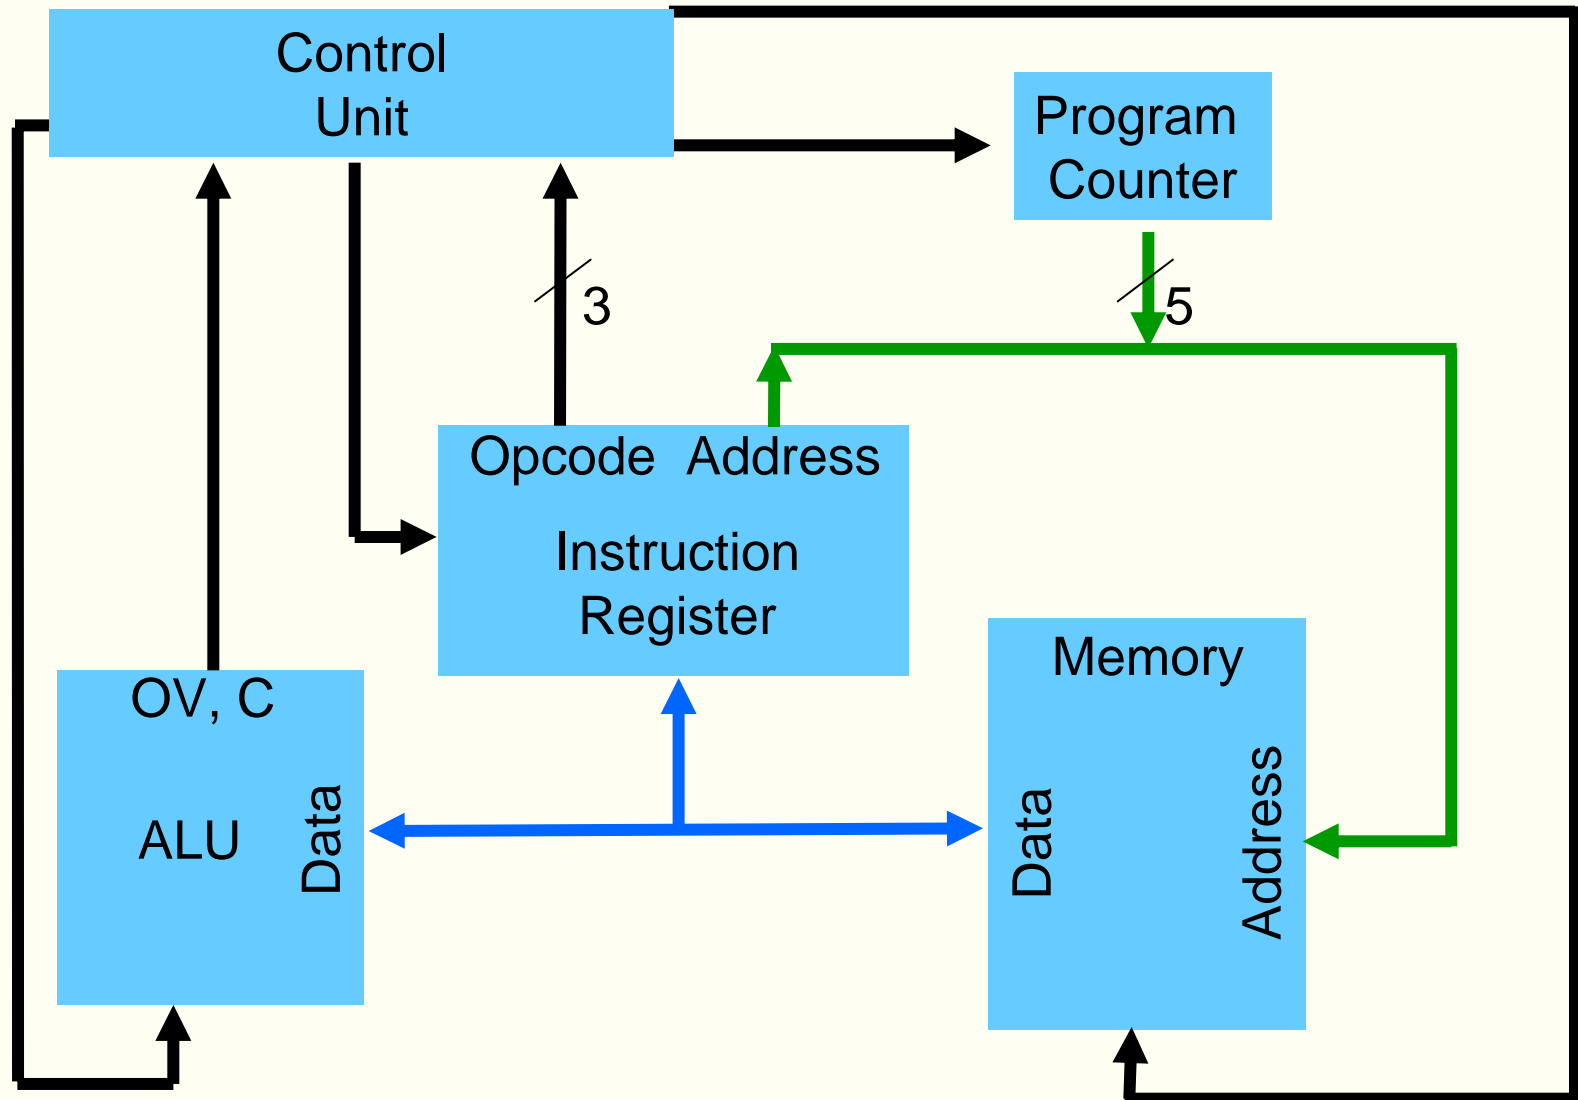 Control
Unit
Program
Counter
3
5
Opcode Address
Instruction
Register
OV, C
ALU
Data
Memory
Data
Address